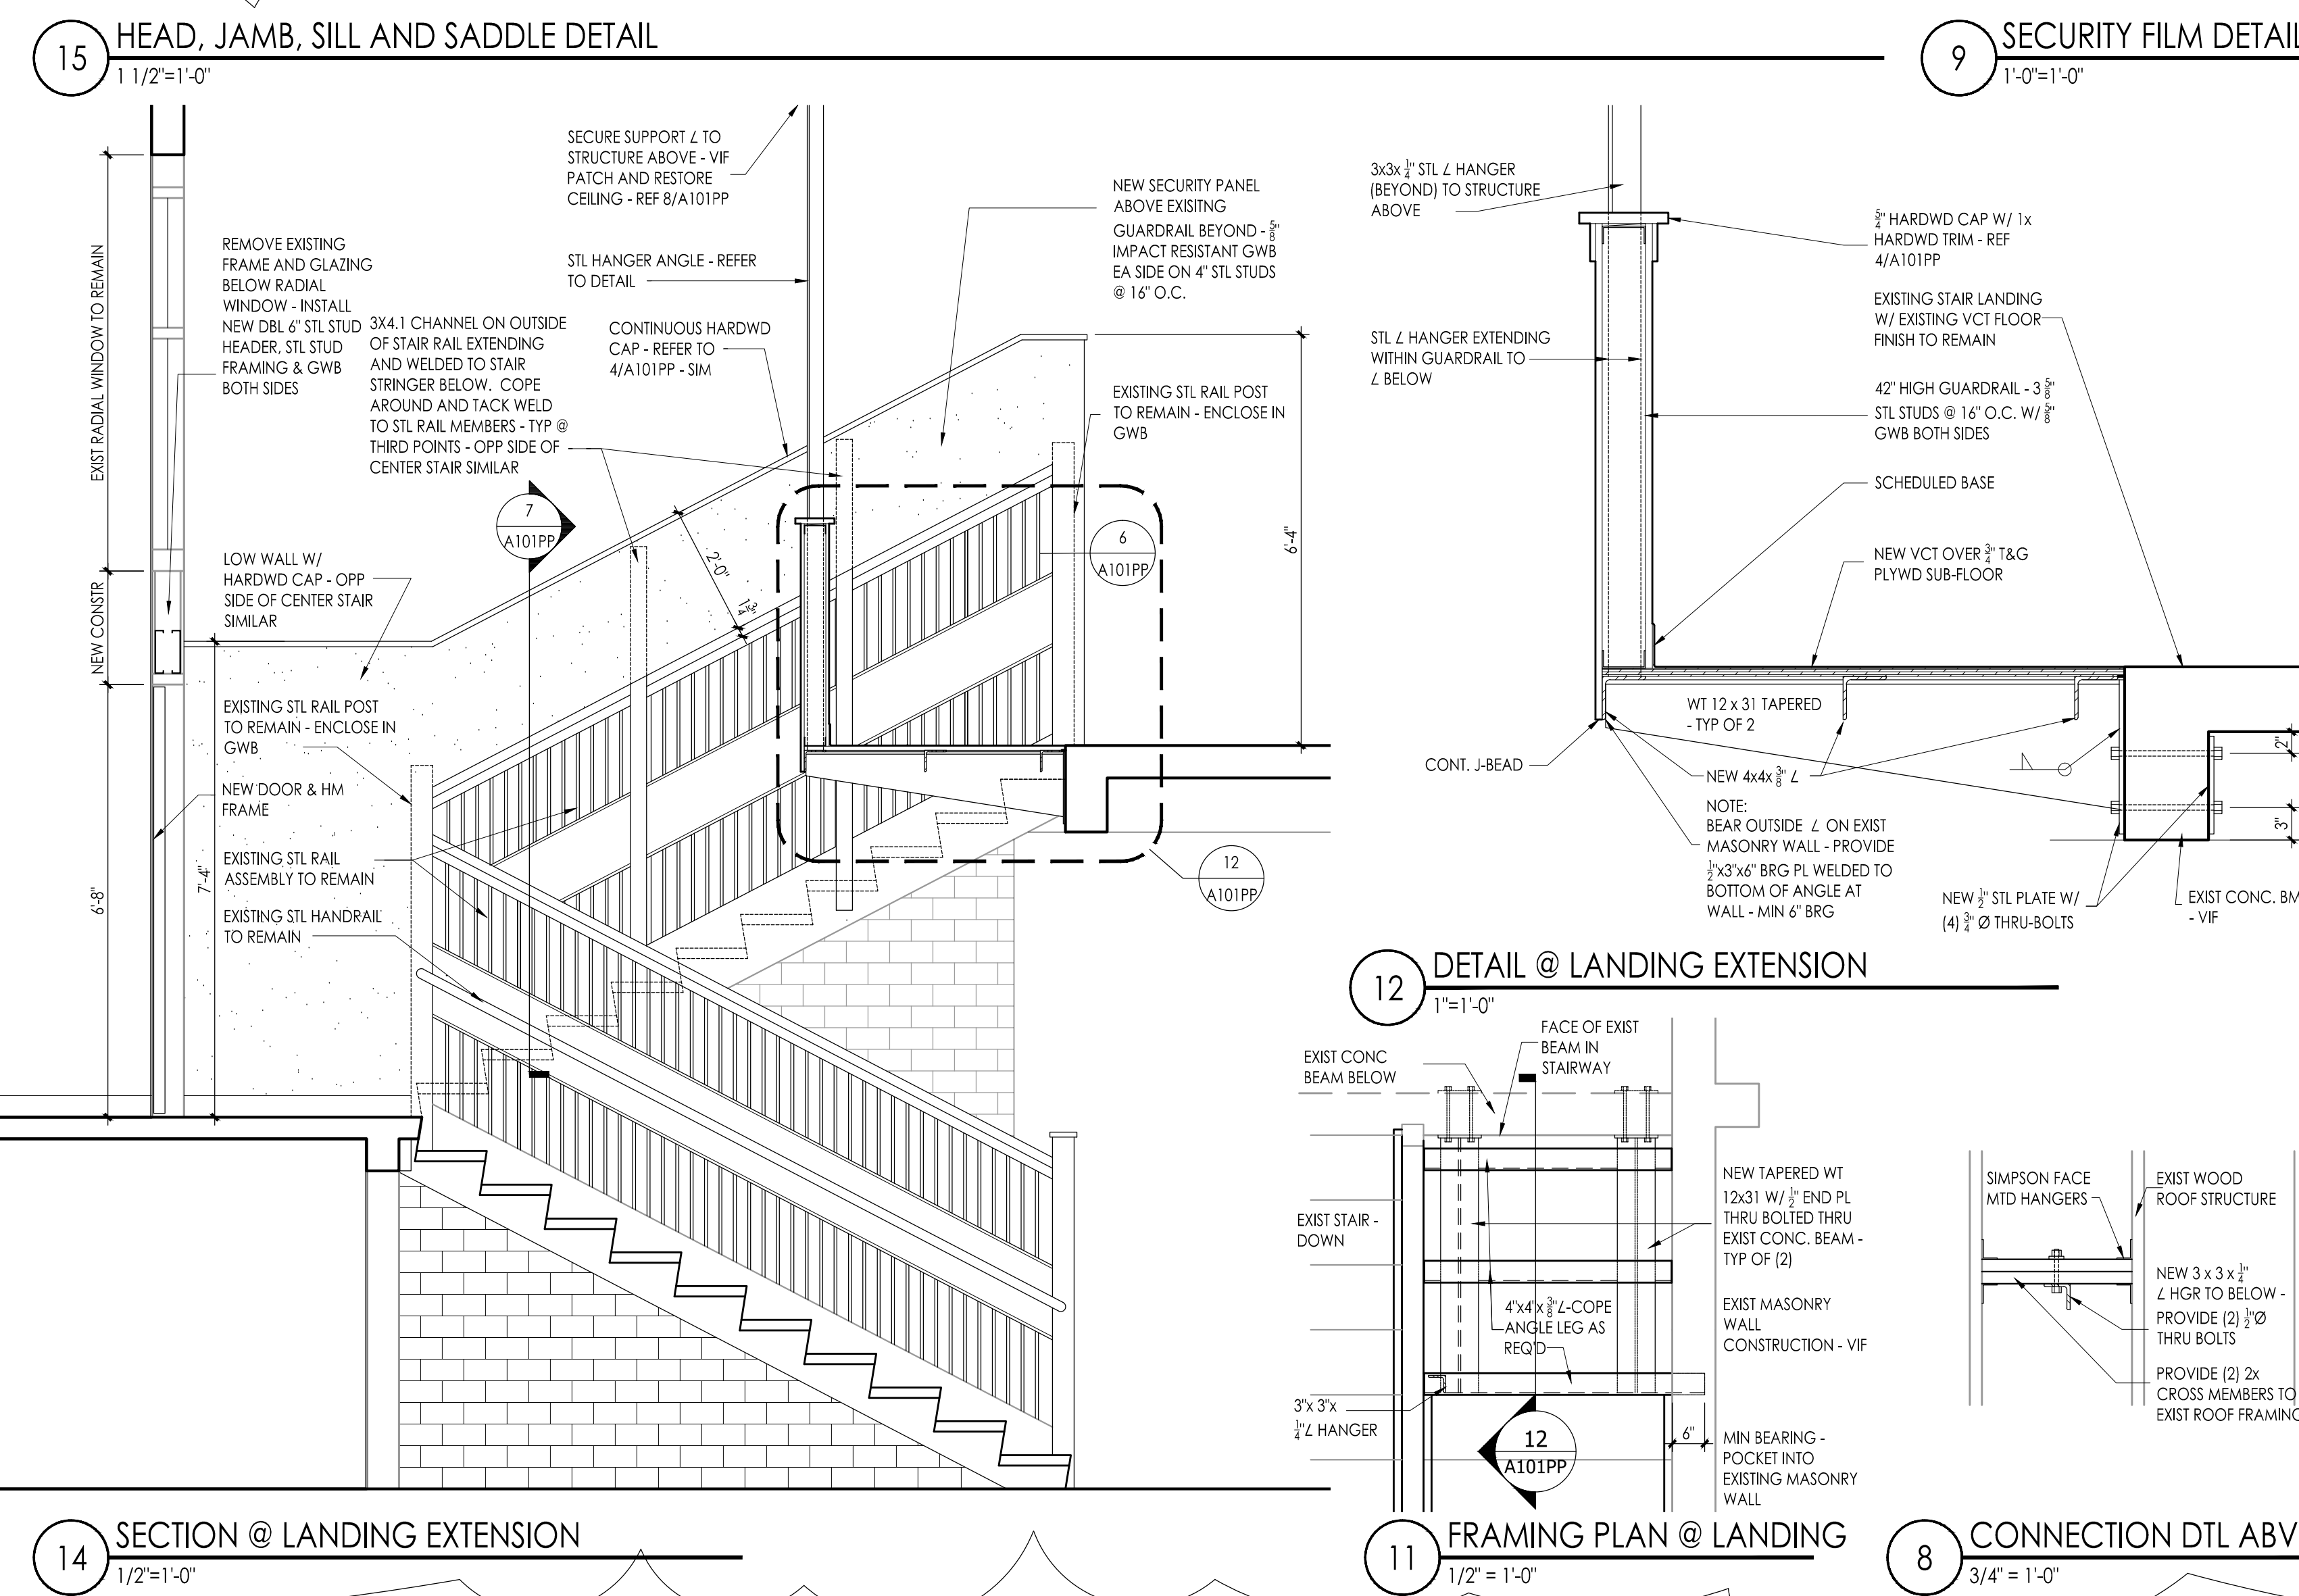 15
HEAD, JAMB, SILL AND SADDLE DETAIL
1 1/2"=1'-0"
9
SECURITY FILM DETAIL
1'-0"=1'-0"
EXIST RADIAL WINDOW TO REMAIN
NEW CONSTR
6'-8"
7'-4"
REMOVE EXISTING
FRAME AND GLAZING
BELOW RADIAL
WINDOW - INSTALL
NEW DBL 6" STL STUD
HEADER, STL STUD
FRAMING & GWB
BOTH SIDES
SECURE SUPPORT ∠ TO
STRUCTURE ABOVE - VIF
PATCH AND RESTORE
CEILING - REF 8/A101PP
STL HANGER ANGLE - REFER
TO DETAIL
3X4.1 CHANNEL ON OUTSIDE
OF STAIR RAIL EXTENDING
AND WELDED TO STAIR
STRINGER BELOW. COPE
AROUND AND TACK WELD
TO STL RAIL MEMBERS - TYP @
THIRD POINTS - OPP SIDE OF
CENTER STAIR SIMILAR
CONTINUOUS HARDWD
CAP - REFER TO
4/A101PP - SIM
NEW SECURITY PANEL
ABOVE EXISITNG
GUARDRAIL BEYOND - 5/8"
IMPACT RESISTANT GWB
EA SIDE ON 4" STL STUDS
@ 16" O.C.
EXISTING STL RAIL POST
TO REMAIN - ENCLOSE IN
GWB
7
A101PP
6
A101PP
2'-0"
1 3/4"
6'-4"
LOW WALL W/
HARDWD CAP - OPP
SIDE OF CENTER STAIR
SIMILAR
EXISTING STL RAIL POST
TO REMAIN - ENCLOSE IN
GWB
NEW DOOR & HM
FRAME
EXISTING STL RAIL
ASSEMBLY TO REMAIN
EXISTING STL HANDRAIL
TO REMAIN
12
A101PP
14
SECTION @ LANDING EXTENSION
1/2"=1'-0"
3x3x 1/4" STL ∠ HANGER
(BEYOND) TO STRUCTURE
ABOVE
STL ∠ HANGER EXTENDING
WITHIN GUARDRAIL TO
∠ BELOW
5/4" HARDWD CAP W/ 1x
HARDWD TRIM - REF
4/A101PP
EXISTING STAIR LANDING
W/ EXISTING VCT FLOOR
FINISH TO REMAIN
42" HIGH GUARDRAIL - 3 5/8"
STL STUDS @ 16" O.C. W/ 5/8"
GWB BOTH SIDES
SCHEDULED BASE
NEW VCT OVER 3/4" T&G
PLYWD SUB-FLOOR
WT 12 x 31 TAPERED
- TYP OF 2
CONT. J-BEAD
NEW 4x4x 3/8" ∠
NOTE:
BEAR OUTSIDE ∠ ON EXIST
MASONRY WALL - PROVIDE
1/2"x3"x6" BRG PL WELDED TO
BOTTOM OF ANGLE AT
WALL - MIN 6" BRG
2"
3"
NEW 1/2" STL PLATE W/
(4) 3/4" Ø THRU-BOLTS
EXIST CONC. BM
- VIF
12
DETAIL @ LANDING EXTENSION
1"=1'-0"
EXIST CONC
BEAM BELOW
FACE OF EXIST
BEAM IN
STAIRWAY
EXIST STAIR -
DOWN
4"x4"x 3/8"∠-COPE
ANGLE LEG AS
REQ'D
3"x 3"x
1/4"∠ HANGER
12
A101PP
6"
NEW TAPERED WT
12x31 W/ 1/2" END PL
THRU BOLTED THRU
EXIST CONC. BEAM -
TYP OF (2)
EXIST MASONRY
WALL
CONSTRUCTION - VIF
MIN BEARING -
POCKET INTO
EXISTING MASONRY
WALL
11
FRAMING PLAN @ LANDING
1/2" = 1'-0"
SIMPSON FACE
MTD HANGERS
EXIST WOOD
ROOF STRUCTURE
NEW 3 x 3 x 1/4"
∠ HGR TO BELOW -
PROVIDE (2) 1/2"Ø
THRU BOLTS
PROVIDE (2) 2x
CROSS MEMBERS TO
EXIST ROOF FRAMING
8
CONNECTION DTL ABV
3/4" = 1'-0"